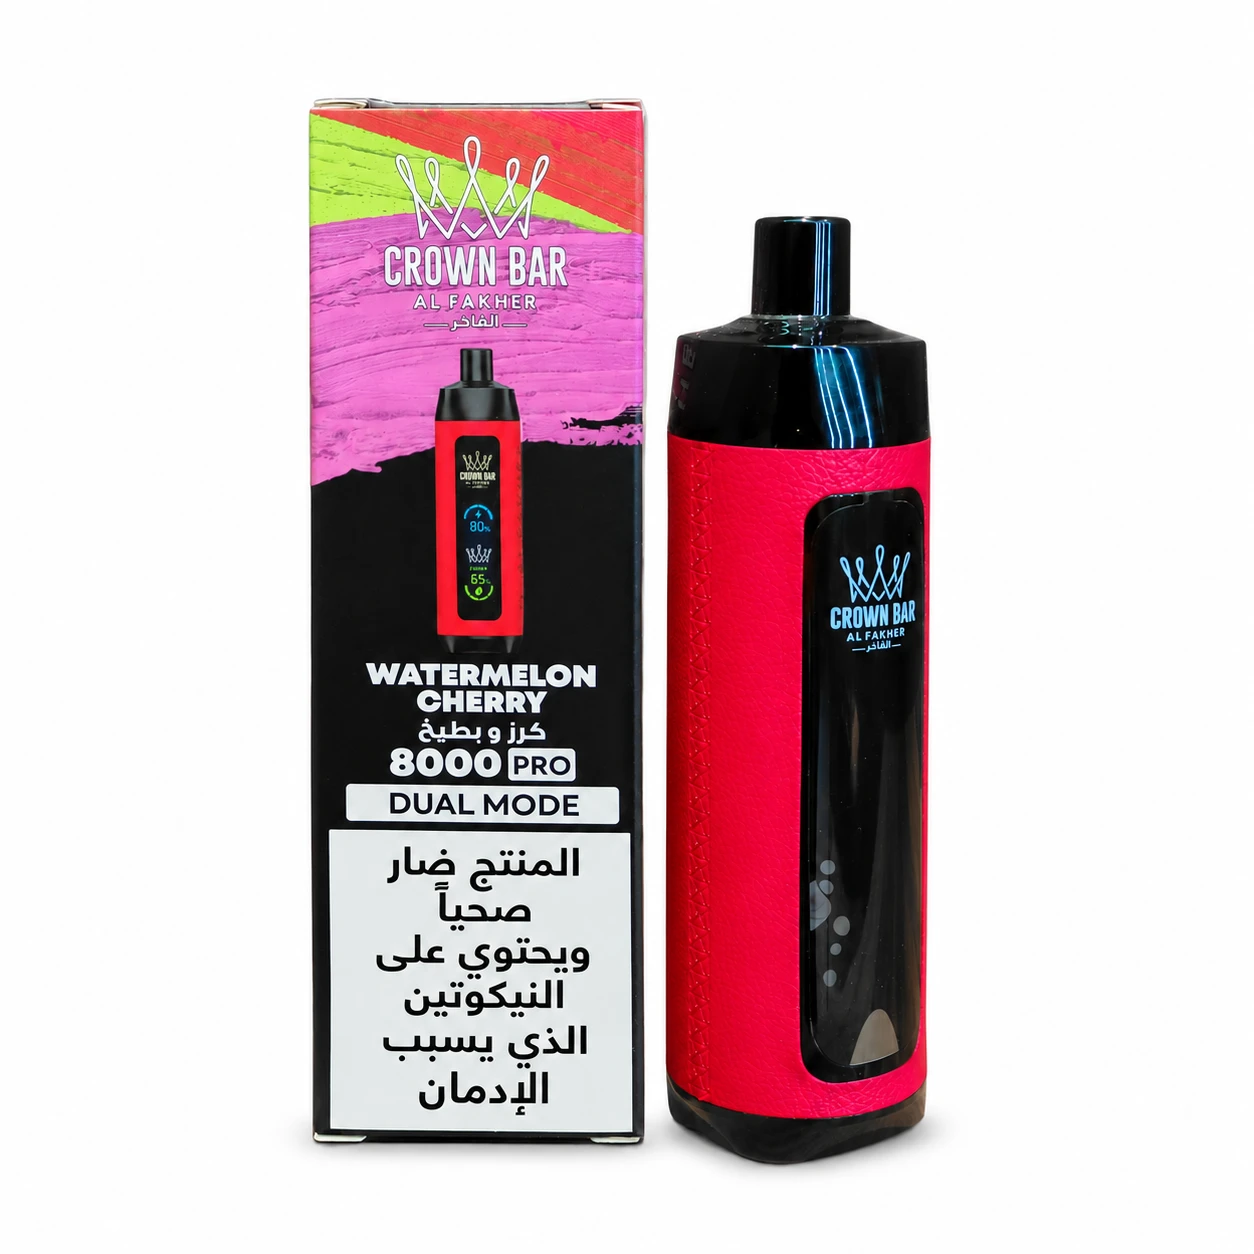 CROWN BAR
AL FAKHER
الفاخر
CROWN BAR
80%
65%
WATERMELON
CHERRY
كرز و بطيخ
8000 PRO
DUAL MODE
المنتج ضار
صحياً
ويحتوي على
النيكوتين
الذي يسبب
الإدمان
CROWN BAR
AL FAKHER
الفاخر